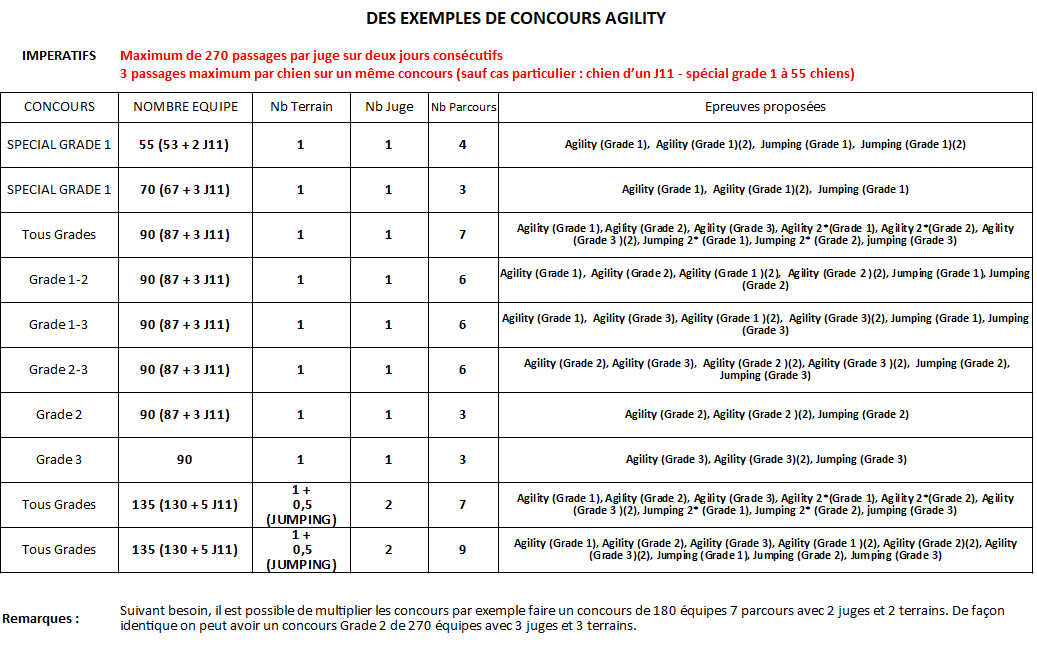 DES EXEMPLES DE CONCOURS AGILITY
IMPERATIFS Maximum de 270 passages par juge sur deux jours consécutifs
3 passages maximum par chien sur un même concours (sauf cas particulier : chien d'un J11 - spécial grade 1 à 55 chiens)
CONCOURS NOMBRE EQUIPE Nb Terrain Nb Juge Nb Parcours Epreuves proposées
SPECIAL GRADE 1 55 (53 + 2 J11) 1 1 4 Agility (Grade 1), Agility (Grade 1)(2), Jumping (Grade 1), Jumping (Grade 1)(2)
SPECIAL GRADE 1 70 (67 + 3 J11) 1 1 3 Agility (Grade 1), Agility (Grade 1)(2), Jumping (Grade 1)
Tous Grades 90 (87 + 3 J11) 1 1 7 Agility (Grade 1), Agility (Grade 2), Agility (Grade 3), Agility 2*(Grade 1), Agility 2*(Grade 2), Agility
(Grade 3 )(2), Jumping 2* (Grade 1), Jumping 2* (Grade 2), jumping (Grade 3)
Grade 1-2 90 (87 + 3 J11) 1 1 6 Agility (Grade 1), Agility (Grade 2), Agility (Grade 1 )(2), Agility (Grade 2 )(2), Jumping (Grade 1), Jumping
(Grade 2)
Grade 1-3 90 (87 + 3 J11) 1 1 6 Agility (Grade 1), Agility (Grade 3), Agility (Grade 1 )(2), Agility (Grade 3)(2), Jumping (Grade 1), Jumping
(Grade 3)
Grade 2-3 90 (87 + 3 J11) 1 1 6 Agility (Grade 2), Agility (Grade 3), Agility (Grade 2 )(2), Agility (Grade 3 )(2), Jumping (Grade 2),
Jumping (Grade 3)
Grade 2 90 (87 + 3 J11) 1 1 3 Agility (Grade 2), Agility (Grade 2 )(2), Jumping (Grade 2)
Grade 3 90 1 1 3 Agility (Grade 3), Agility (Grade 3)(2), Jumping (Grade 3)
Tous Grades 135 (130 + 5 J11) 1 +
0,5
(JUMPING) 2 7 Agility (Grade 1), Agility (Grade 2), Agility (Grade 3), Agility 2*(Grade 1), Agility 2*(Grade 2), Agility
(Grade 3 )(2), Jumping 2* (Grade 1), Jumping 2* (Grade 2), jumping (Grade 3)
Tous Grades 135 (130 + 5 J11) 1 +
0,5
(JUMPING) 2 9 Agility (Grade 1), Agility (Grade 2), Agility (Grade 3), Agility (Grade 1 )(2), Agility (Grade 2)(2), Agility
(Grade 3)(2), Jumping (Grade 1), Jumping (Grade 2), Jumping (Grade 3)
Remarques : Suivant besoin, il est possible de multiplier les concours par exemple faire un concours de 180 équipes 7 parcours avec 2 juges et 2 terrains. De façon
identique on peut avoir un concours Grade 2 de 270 équipes avec 3 juges et 3 terrains.